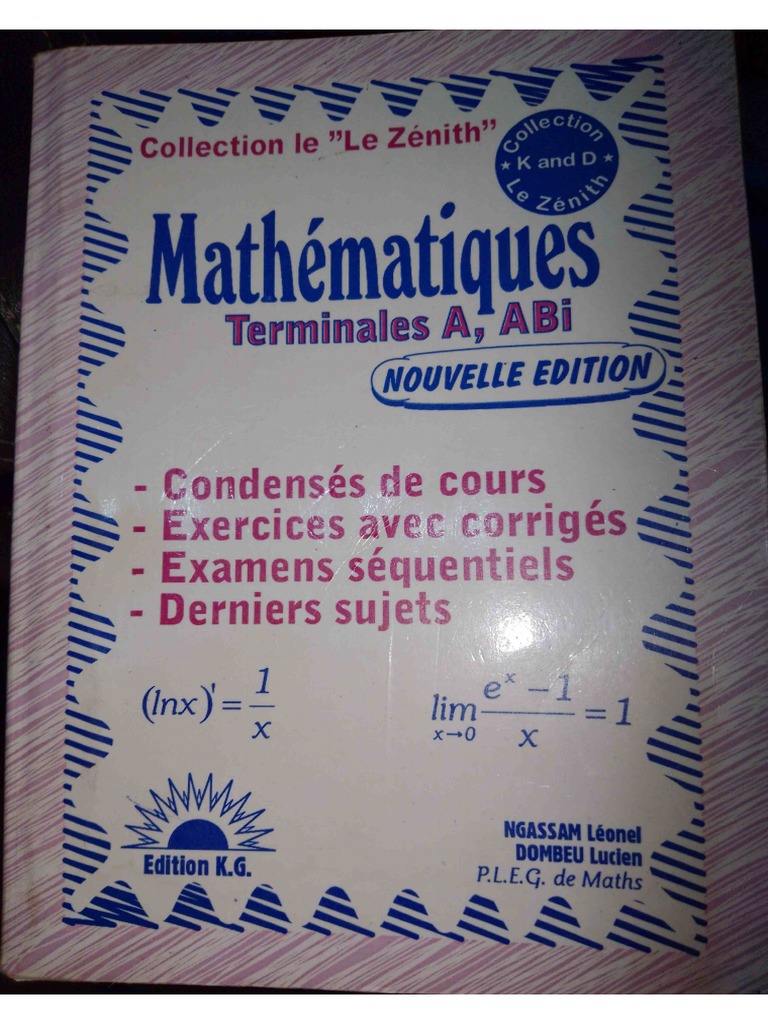 Collection le "Le Zénith"
Collection
★ K and D ★
Le Zénith
Mathématiques
Terminales A, ABi
NOUVELLE EDITION
- Condensés de cours
- Exercices avec corrigés
- Examens séquentiels
- Derniers sujets
(lnx)' = 1/x
lim x→0 (eˣ - 1)/x = 1
Edition K.G.
NGASSAM Léonel
DOMBEU Lucien
P.L.E.G. de Maths